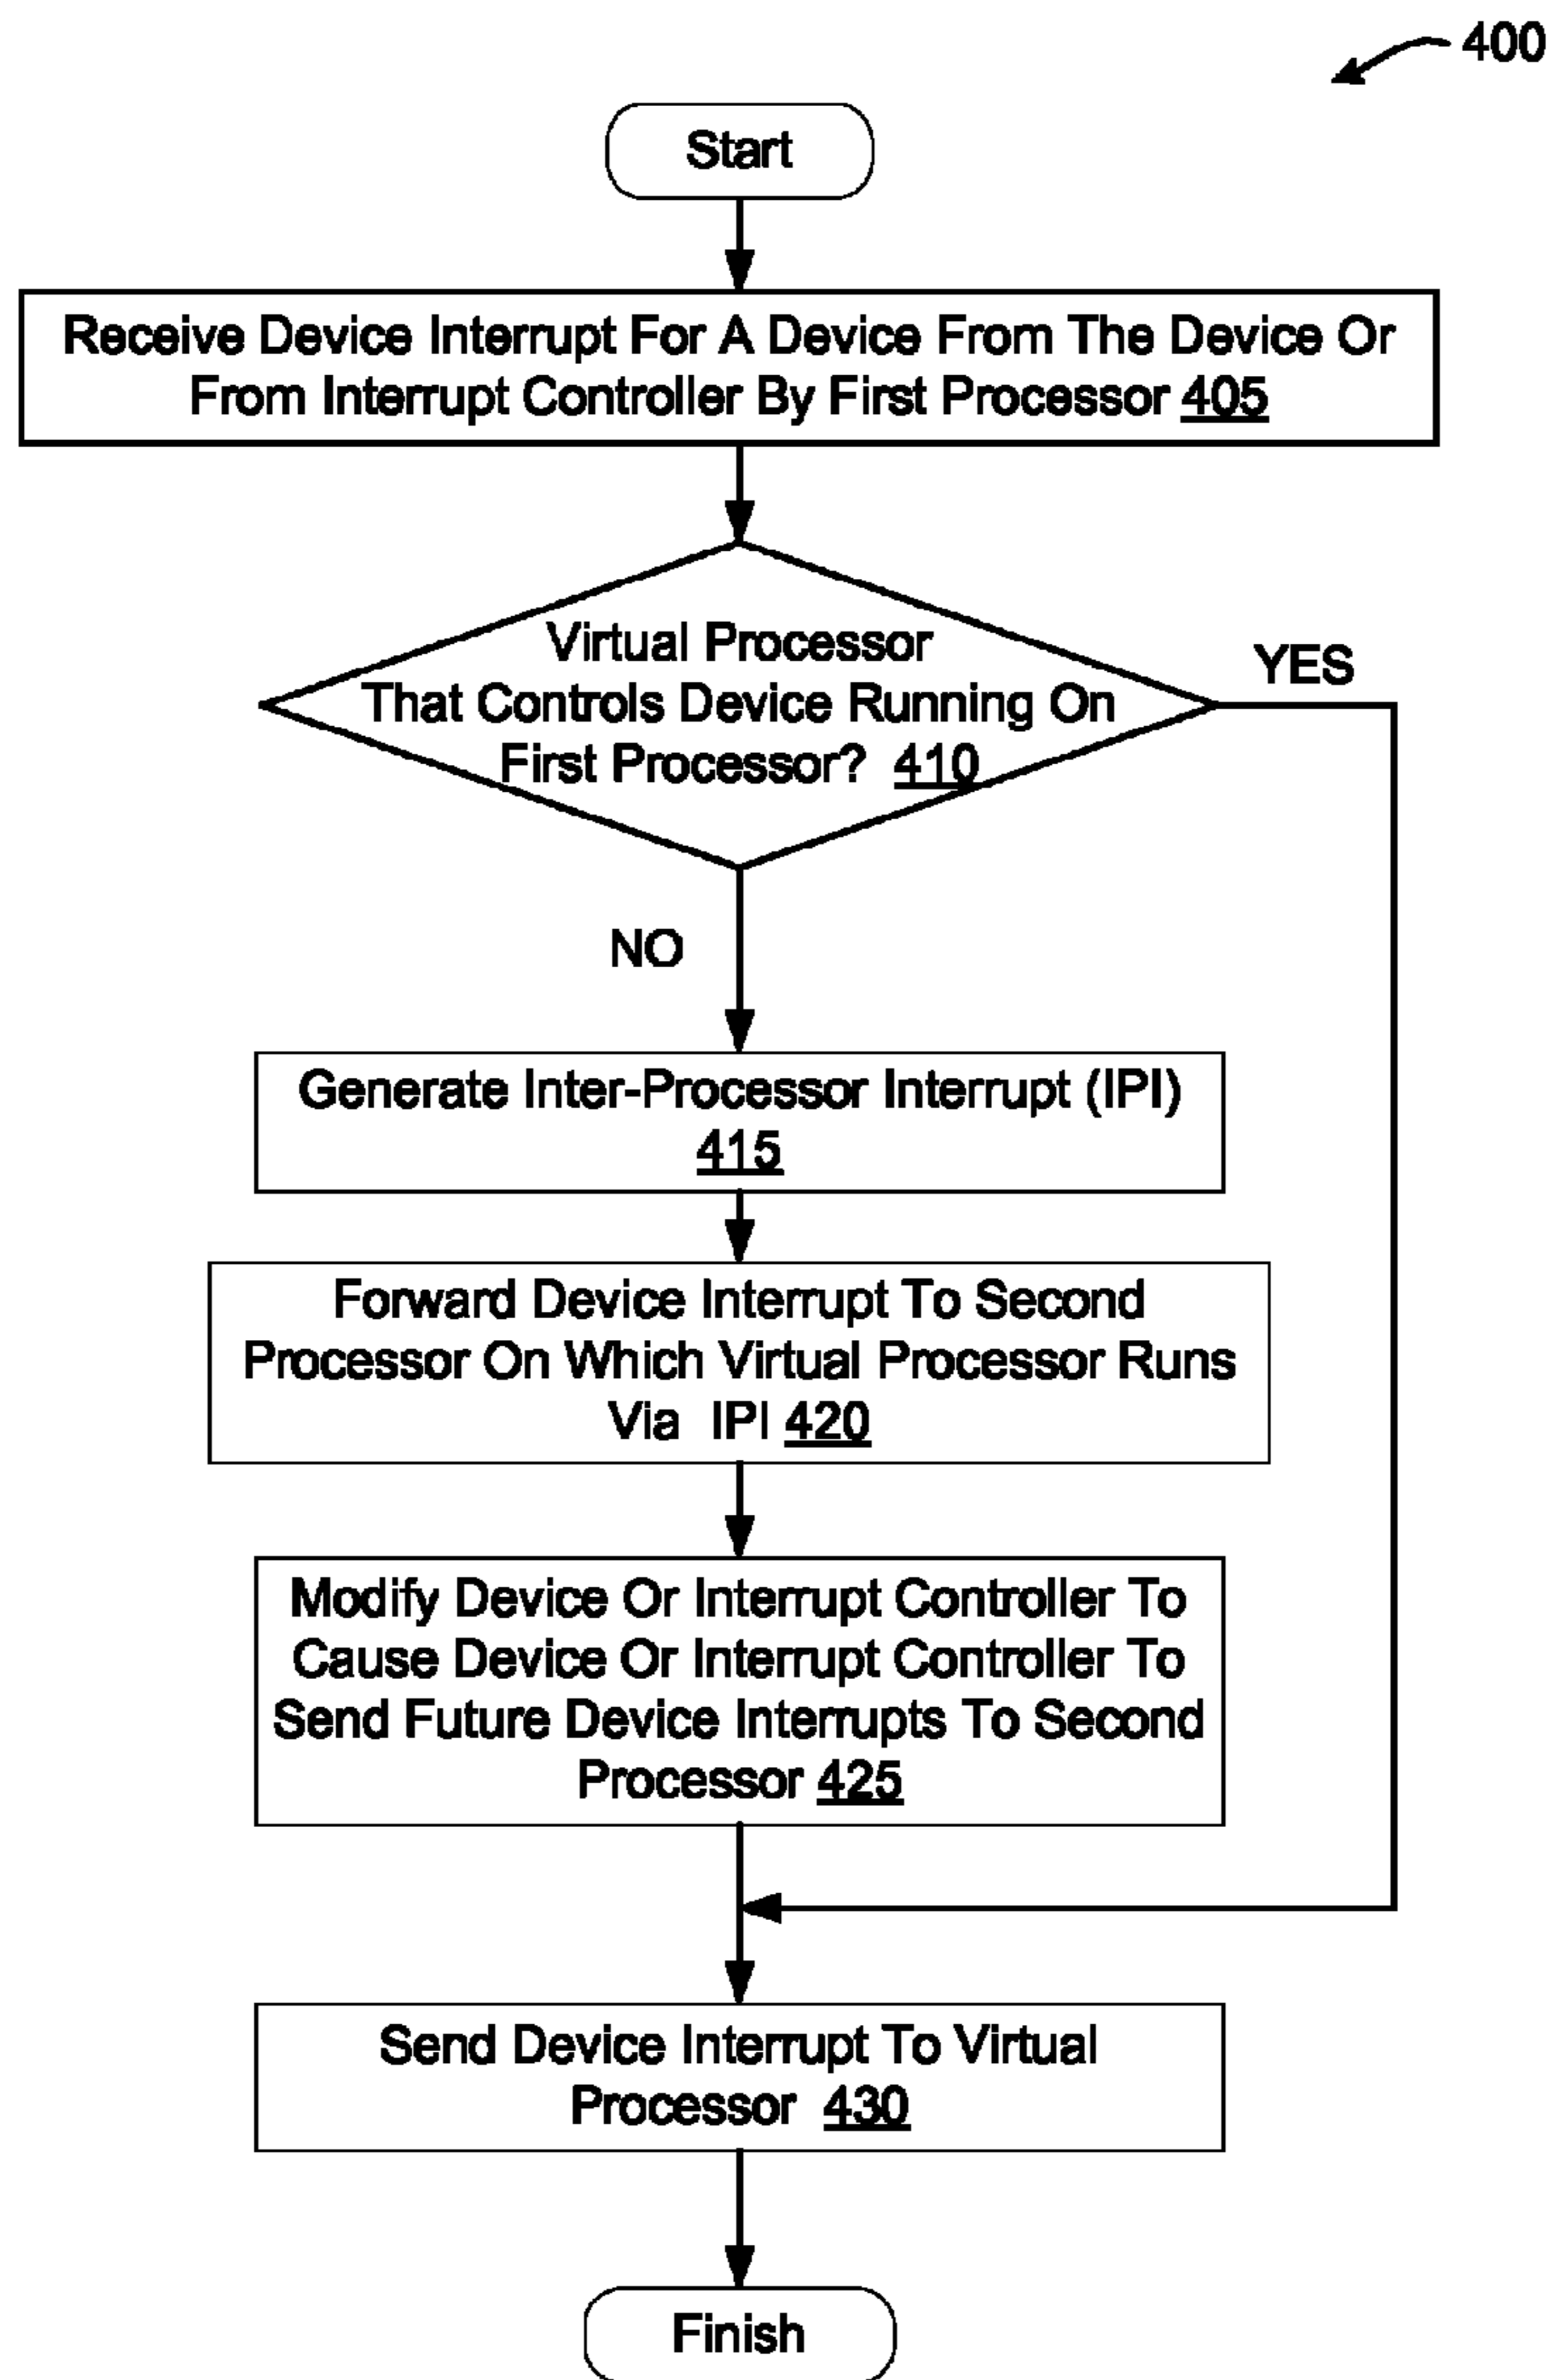 400
Start
Receive Device Interrupt For A Device From The Device Or
From Interrupt Controller By First Processor 405
Virtual Processor
That Controls Device Running On
First Processor? 410
YES
NO
Generate Inter-Processor Interrupt (IPI)
415
Forward Device Interrupt To Second
Processor On Which Virtual Processor Runs
Via IPI 420
Modify Device Or Interrupt Controller To
Cause Device Or Interrupt Controller To
Send Future Device Interrupts To Second
Processor 425
Send Device Interrupt To Virtual
Processor 430
Finish